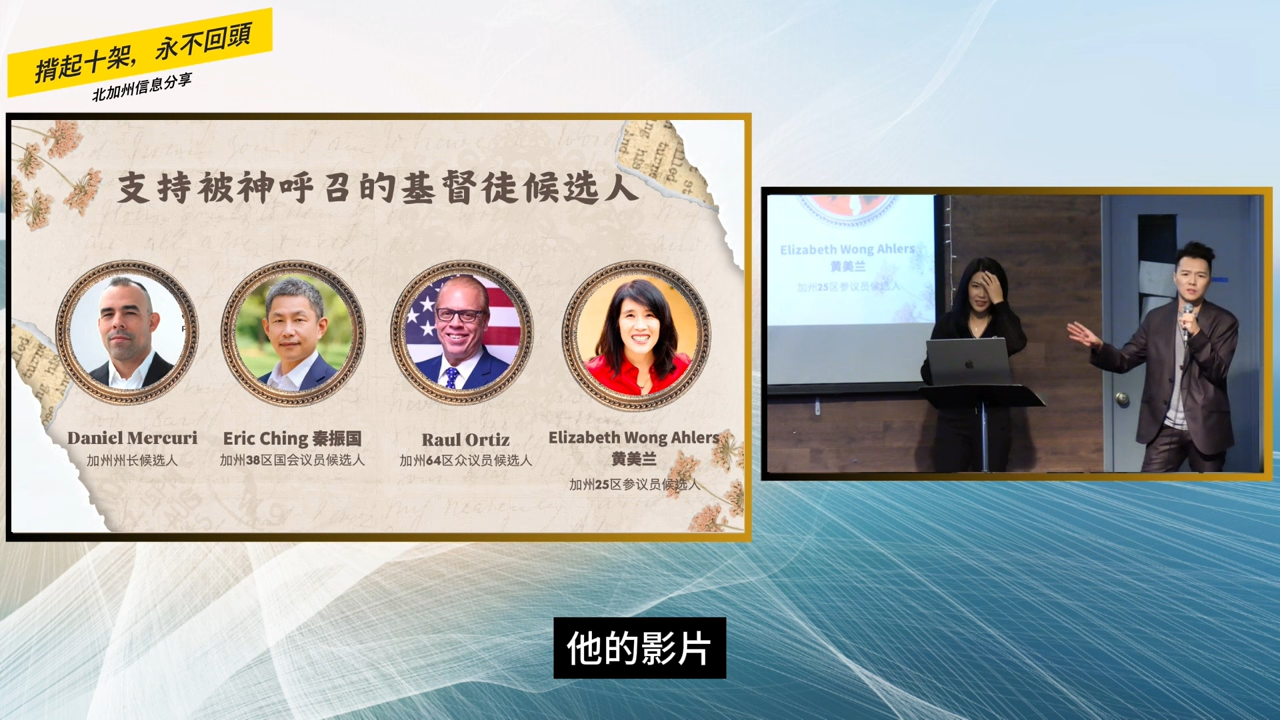 揹起十架，永不回頭
北加州信息分享
支持被神呼召的基督徒候选人
Daniel Mercuri
加州州长候选人
Eric Ching 秦振国
加州38区国会议员候选人
Raul Ortiz
加州64区众议员候选人
Elizabeth Wong Ahlers
黄美兰
加州25区参议员候选人
Elizabeth Wong Ahlers
黄美兰
加州25区参议员候选人
他的影片